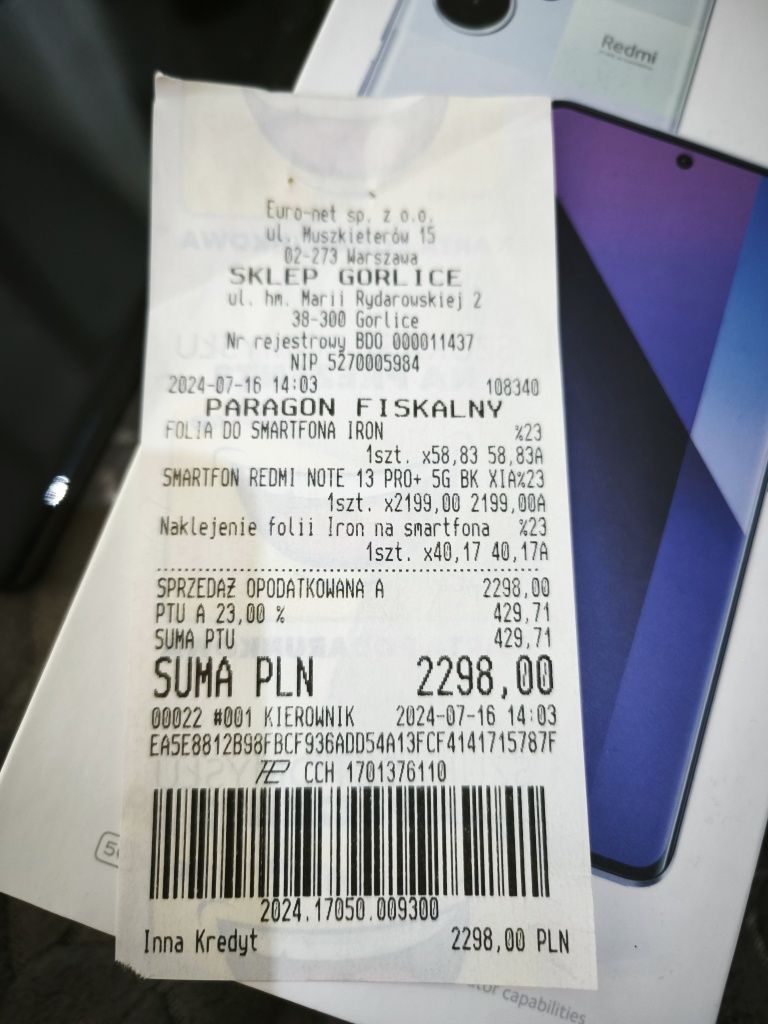 Redmi
Euro-net sp. z o.o.
ul. Muszkieterów 15
02-273 Warszawa
SKLEP GORLICE
ul. hm. Marii Rydarowskiej 2
38-300 Gorlice
Nr rejestrowy BDO 000011437
NIP 5270005984
2024-07-16 14:03 108340
PARAGON FISKALNY
FOLIA DO SMARTFONA IRON %23
1szt. x58,83 58,83A
SMARTFON REDMI NOTE 13 PRO+ 5G BK XIA%23
1szt. x2199,00 2199,00A
Naklejenie folii Iron na smartfona %23
1szt. x40,17 40,17A
SPRZEDAŻ OPODATKOWANA A 2298,00
PTU A 23,00 % 429,71
SUMA PTU 429,71
SUMA PLN 2298,00
00022 #001 KIEROWNIK 2024-07-16 14:03
EA5E8812B98FBCF936ADD54A13FCF4141715787F
CCH 1701376110
2024.17050.009300
Inna Kredyt 2298,00 PLN
capabilities